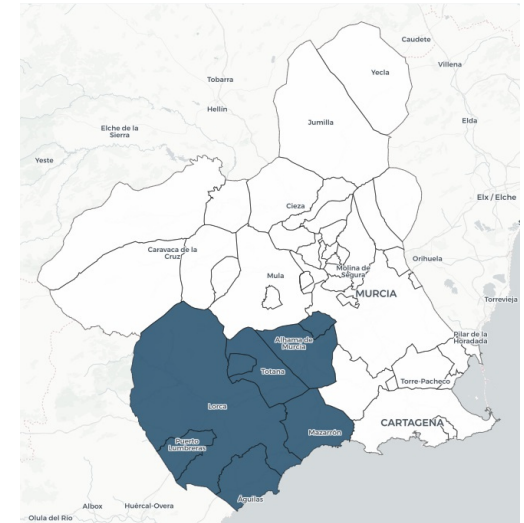 Caudete
Villena
Yecla
Tobarra
Hellín
Elda
Jumilla
Elche de la
Sierra
Yeste
Elx / Elche
Cieza
Caravaca de la
Cruz
Orihuela
Mula
Molina de
Segura
MURCIA
Torrevieja
Pilar de la
Horadada
Alhama de
Murcia
Totana
Torre-Pacheco
Lorca
CARTAGENA
Mazarrón
Puerto
Lumbreras
Águilas
Albox
Huércal-Overa
Olula del Río